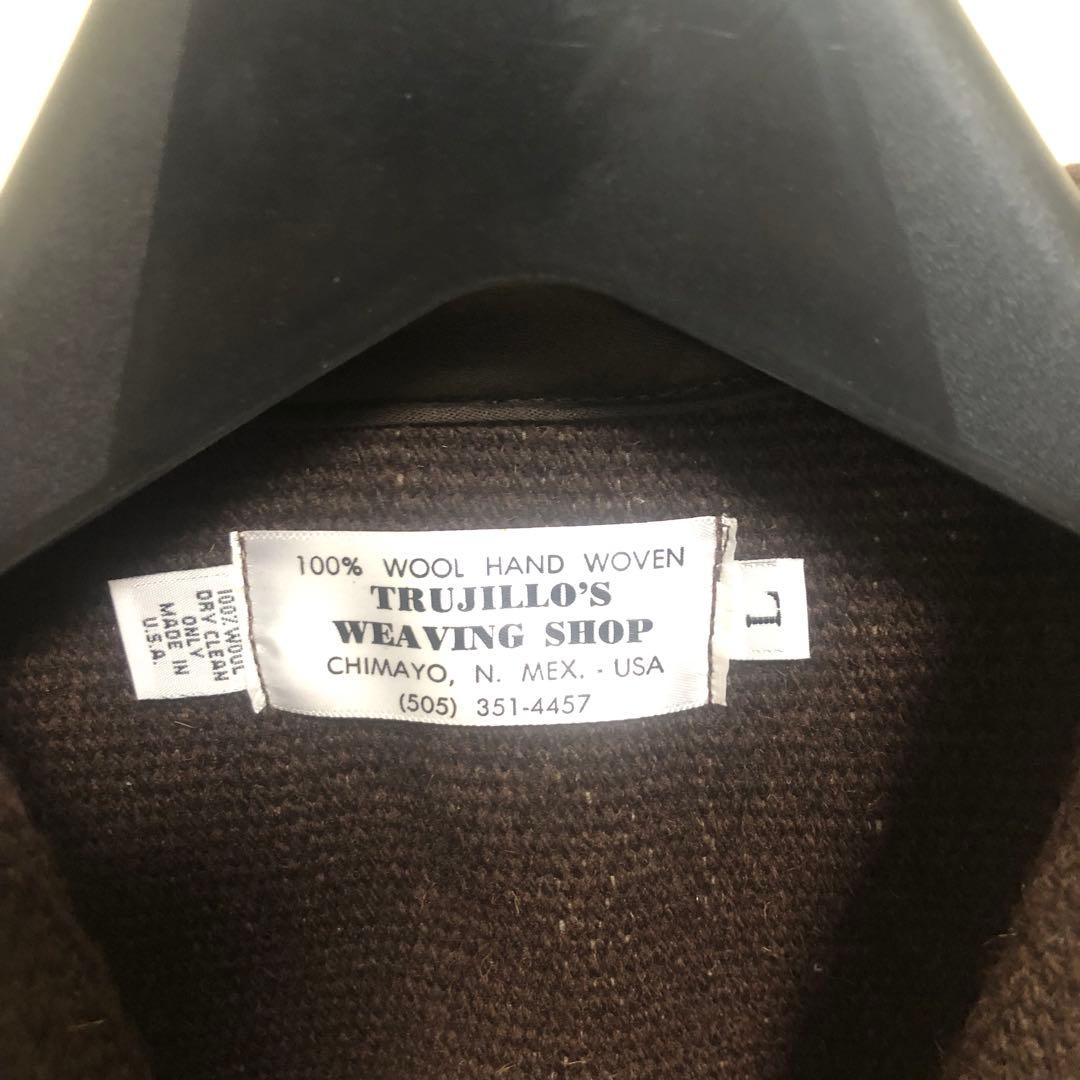 100% WOOL HAND WOVEN
TRUJILLO'S
WEAVING SHOP
CHIMAYO, N. MEX. - USA
(505) 351-4457
100% WOOL
DRY CLEAN
ONLY
MADE IN
U.S.A.
L